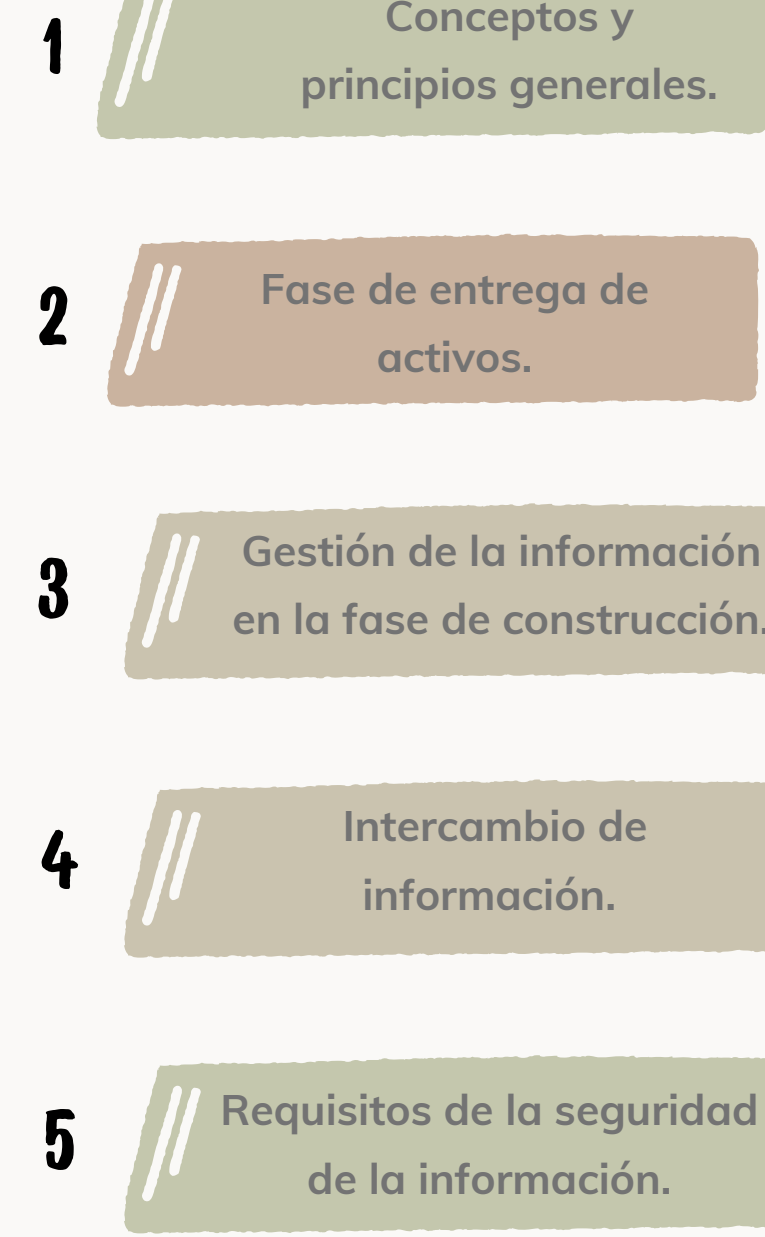 1
Conceptos y
principios generales.
2
Fase de entrega de
activos.
3
Gestión de la información
en la fase de construcción.
4
Intercambio de
información.
5
Requisitos de la seguridad
de la información.